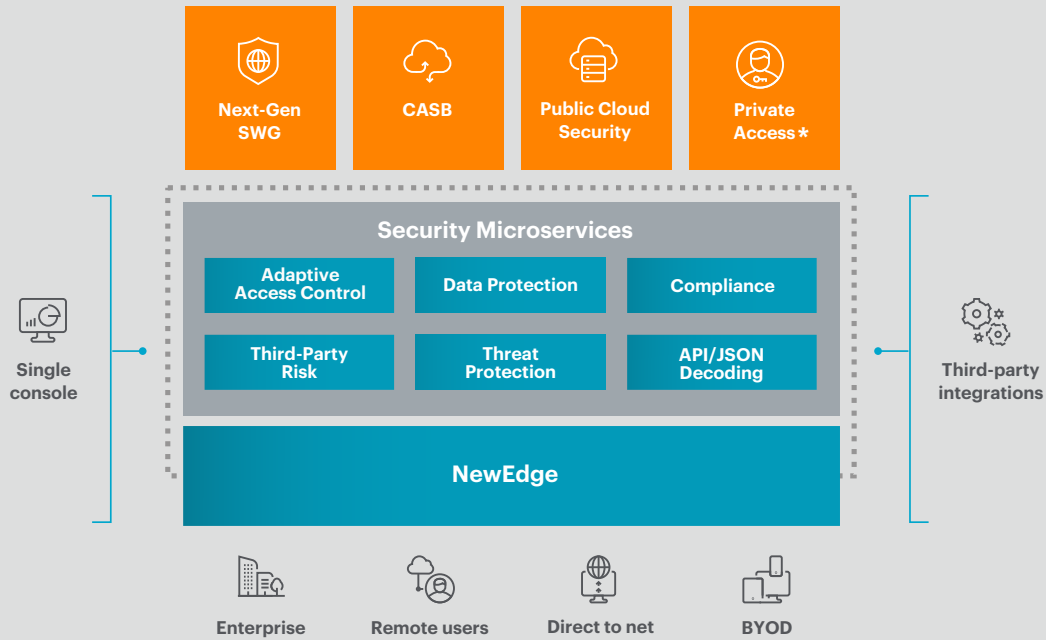 Next-Gen
SWG
CASB
Public Cloud
Security
Private
Access*
Security Microservices
Adaptive
Access Control
Data Protection
Compliance
Third-Party
Risk
Threat
Protection
API/JSON
Decoding
Single
console
Third-party
integrations
NewEdge
Enterprise
Remote users
Direct to net
BYOD